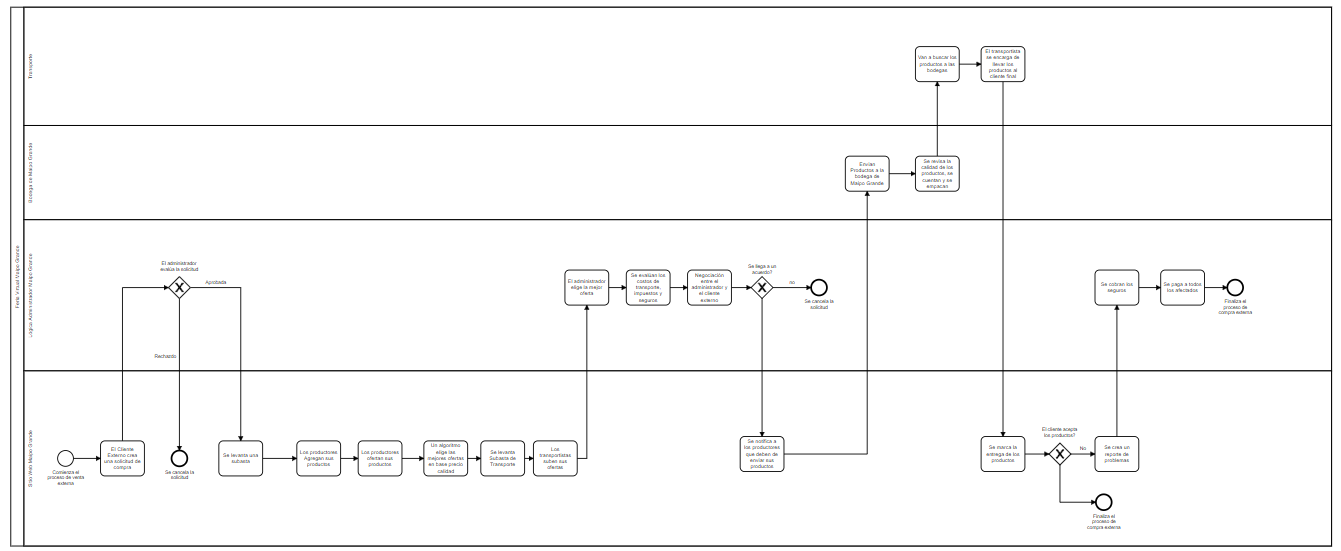 Feria Virtual Maipo Grande
Transporte
Van a buscar los
productos a las
bodegas
El transportista
se encarga de
llevar los
productos al
cliente final
Bodega de Maipo Grande
Envian
Productos a la
bodega de
Maipo Grande
Se revisa la
calidad de los
productos, se
cuentan y se
empacan
Logica Administrador Maipo Grande
El administrador
evalúa la solicitud
Aprobada
Rechazado
El administrador
elige la mejor
oferta
Se evalúan los
costos de
transporte,
impuestos y
seguros
Negociación
entre el
administrador y
el cliente
externo
Se llega a un
acuerdo?
no
Se cancela la
solicitud
Se cobran los
seguros
Se paga a todos
los afectados
Finaliza el
proceso de
compra externa
Sitio Web Maipo Grande
Comienza el
proceso de venta
externa
El Cliente
Externo crea
una solicitud de
compra
Se cancela la
solicitud
Se levanta una
subasta
Los productores
Agregan sus
productos
Los productores
ofertan sus
productos
Un algoritmo
elige las
mejores ofertas
en base precio
calidad
Se levanta
Subasta de
Transporte
Los
transportistas
suben sus
ofertas
Se notifica a
los productores
que deben de
enviar sus
productos
Se marca la
entrega de los
productos
El cliente acepta
los productos?
No
Se crea un
reporte de
problemas
Finaliza el
proceso de
compra externa